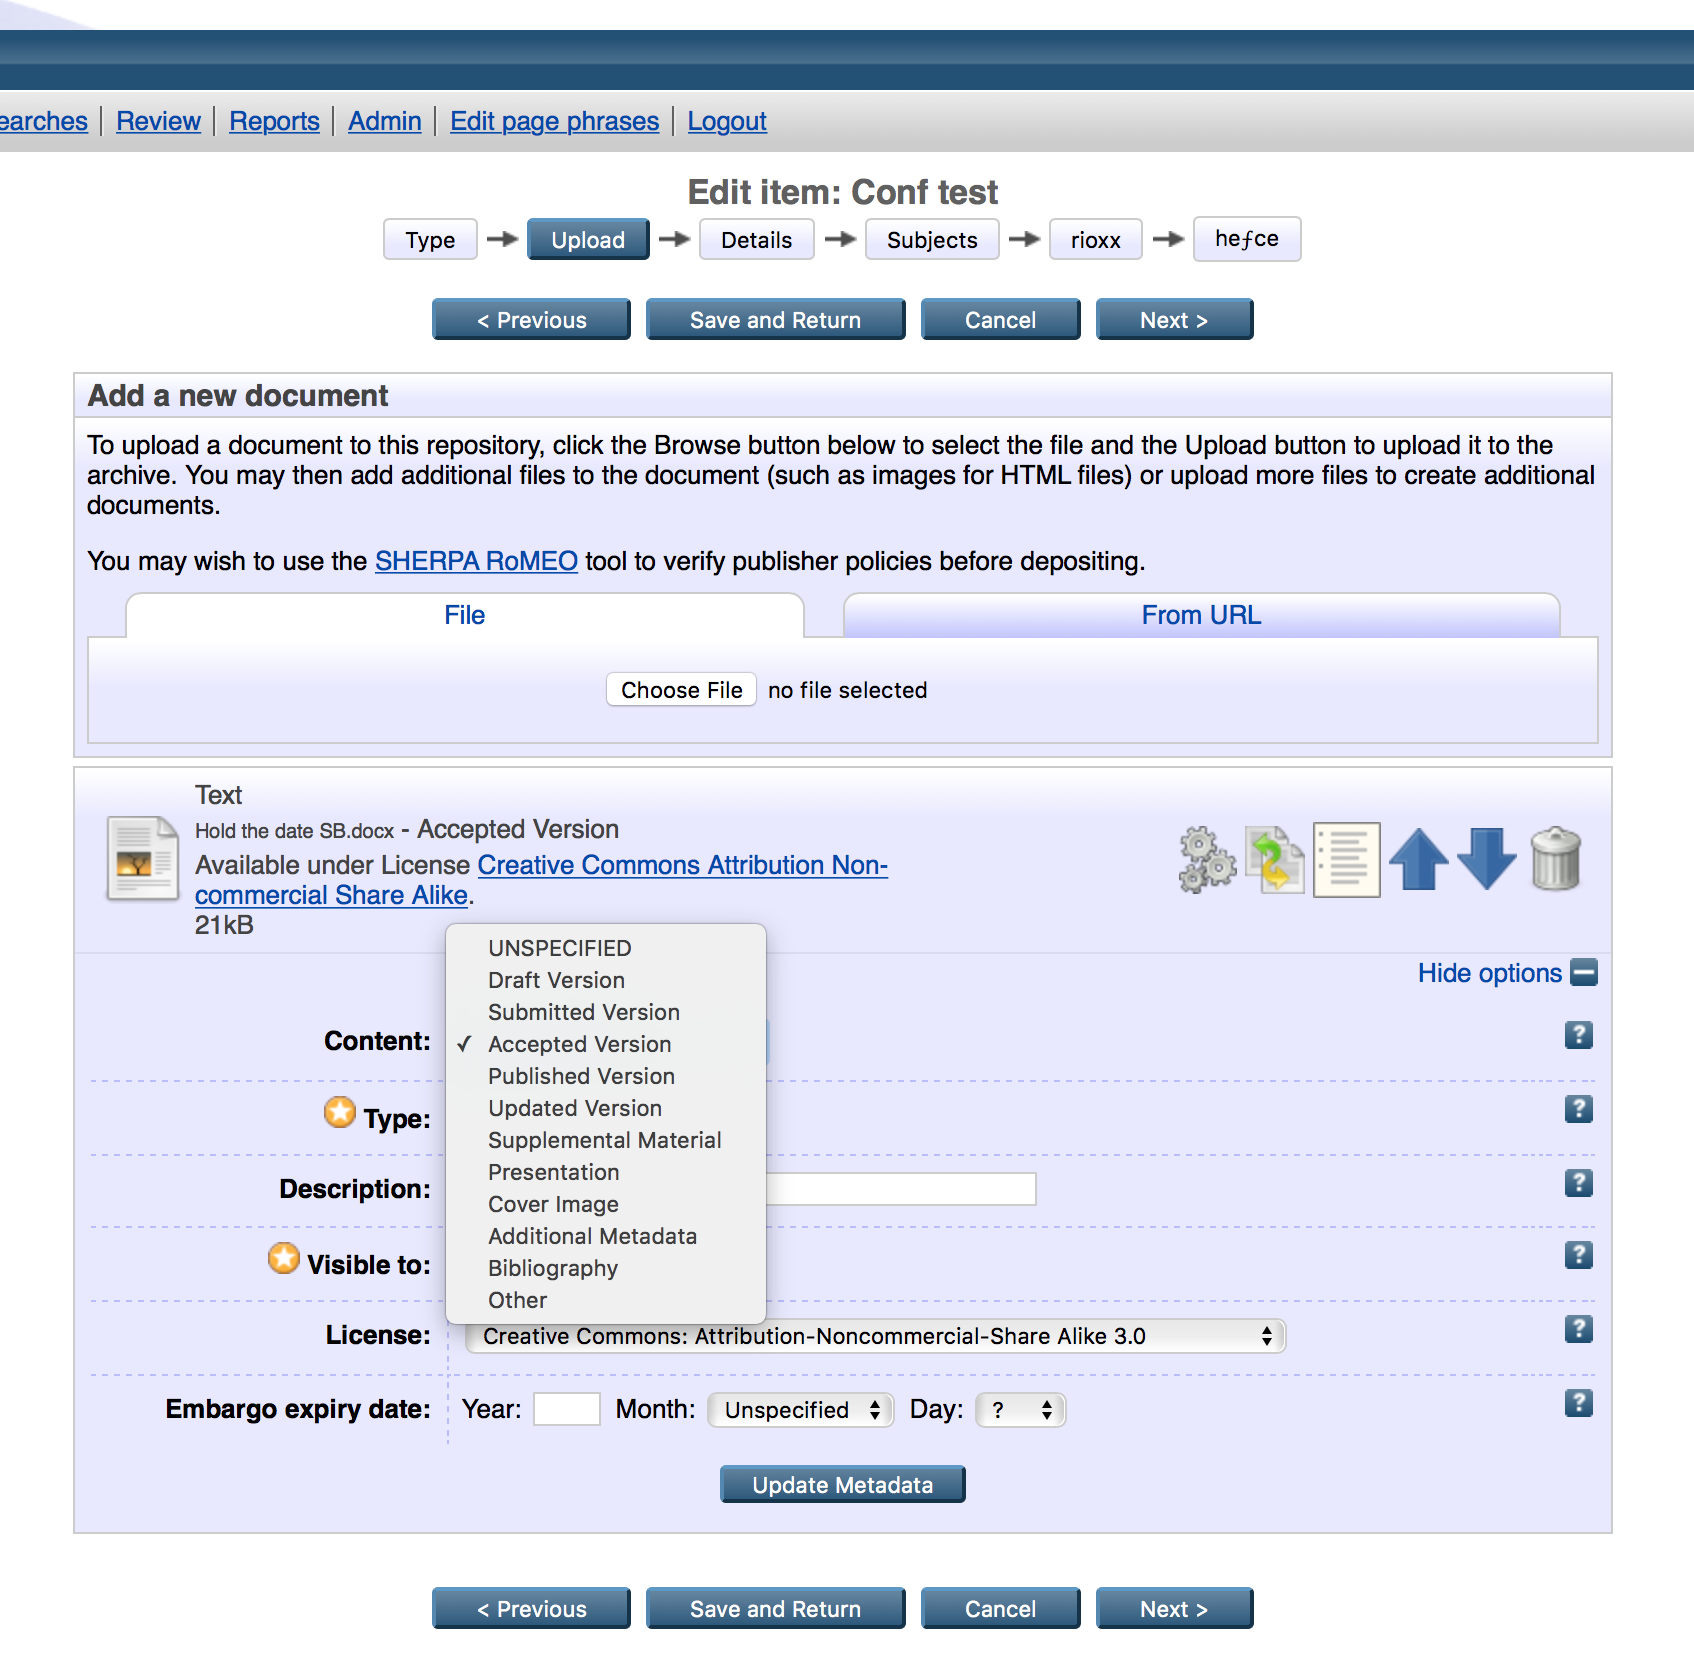 earches | Review | Reports | Admin | Edit page phrases | Logout
Edit item: Conf test
Type Upload Details Subjects rioxx heƒce
< Previous Save and Return Cancel Next >
Add a new document
To upload a document to this repository, click the Browse button below to select the file and the Upload button to upload it to the
archive. You may then add additional files to the document (such as images for HTML files) or upload more files to create additional
documents.
You may wish to use the SHERPA RoMEO tool to verify publisher policies before depositing.
File From URL
Choose File no file selected
Text
Hold the date SB.docx - Accepted Version
Available under License Creative Commons Attribution Non-
commercial Share Alike.
21kB
Hide options
UNSPECIFIED
Draft Version
Submitted Version
Content: ✓ Accepted Version ?
Published Version
Updated Version
Type: ?
Supplemental Material
Presentation
Description: ?
Cover Image
Additional Metadata
Visible to: ?
Bibliography
Other
License: Creative Commons: Attribution-Noncommercial-Share Alike 3.0 ?
Embargo expiry date: Year: Month: Unspecified Day: ? ?
Update Metadata
< Previous Save and Return Cancel Next >